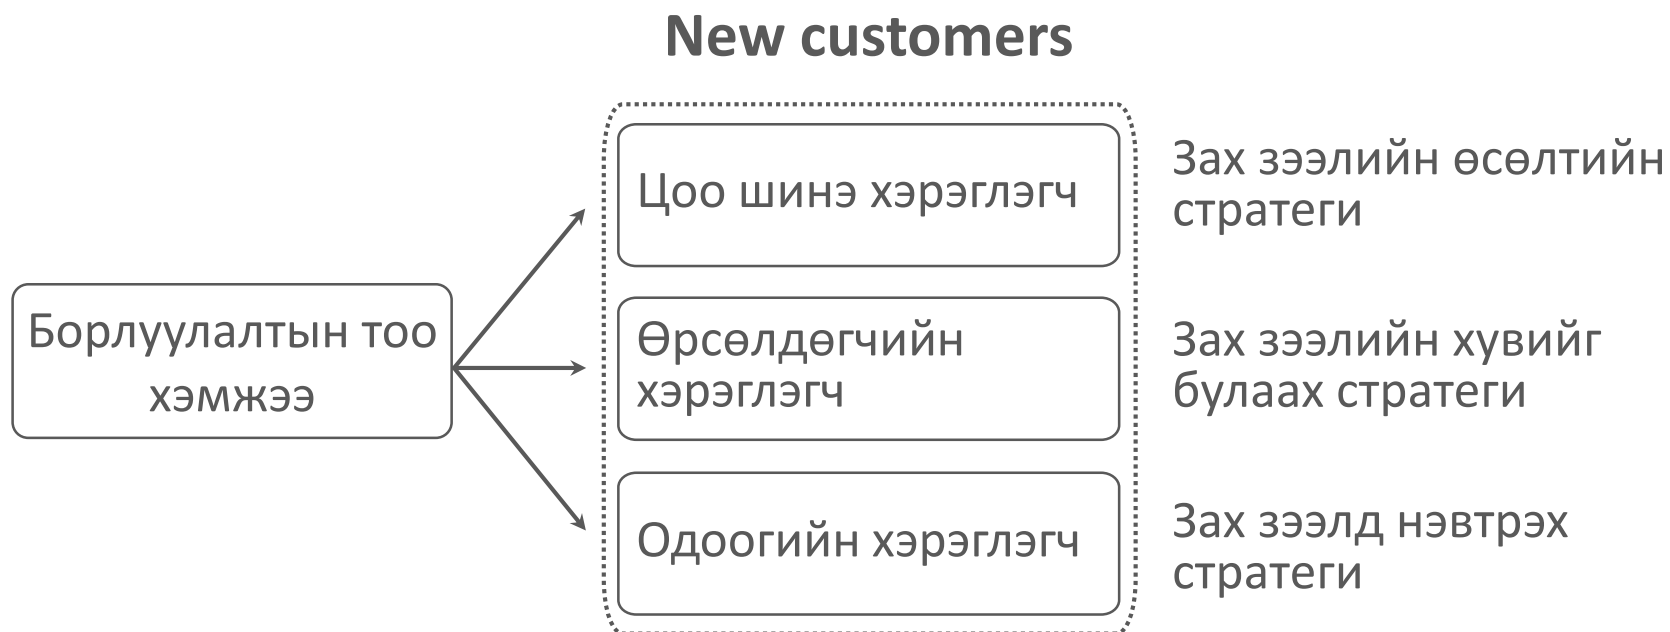 New customers
Цоо шинэ хэрэглэгч
Зах зээлийн өсөлтийн
стратеги
Борлуулалтын тоо
хэмжээ
Өрсөлдөгчийн
хэрэглэгч
Зах зээлийн хувийг
булаах стратеги
Одоогийн хэрэглэгч
Зах зээлд нэвтрэх
стратеги